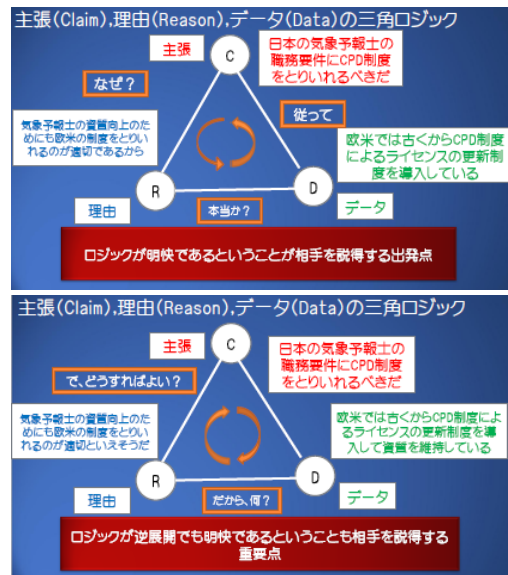 主張(Claim),理由(Reason),データ(Data)の三角ロジック
主張
C
日本の気象予報士の
職務要件にCPD制度
をとりいれるべきだ
なぜ?
従って
気象予報士の資質向上のた
めにも欧米の制度をとりい
れるのが適切であるから
欧米では古くからCPD制度
によるライセンスの更新制
度を導入している
R
D
理由
本当か?
データ
ロジックが明快であるということが相手を説得する出発点
主張(Claim),理由(Reason),データ(Data)の三角ロジック
主張
C
日本の気象予報士の
職務要件にCPD制度
をとりいれるべきだ
で、どうすればよい?
気象予報士の資質向上のた
めにも欧米の制度をとりい
れるのが適切といえそうだ
欧米では古くからCPD制度によ
るライセンスの更新制度を導
入して資質を維持している
R
D
理由
だから、何?
データ
ロジックが逆展開でも明快であるということも相手を説得する
重要点